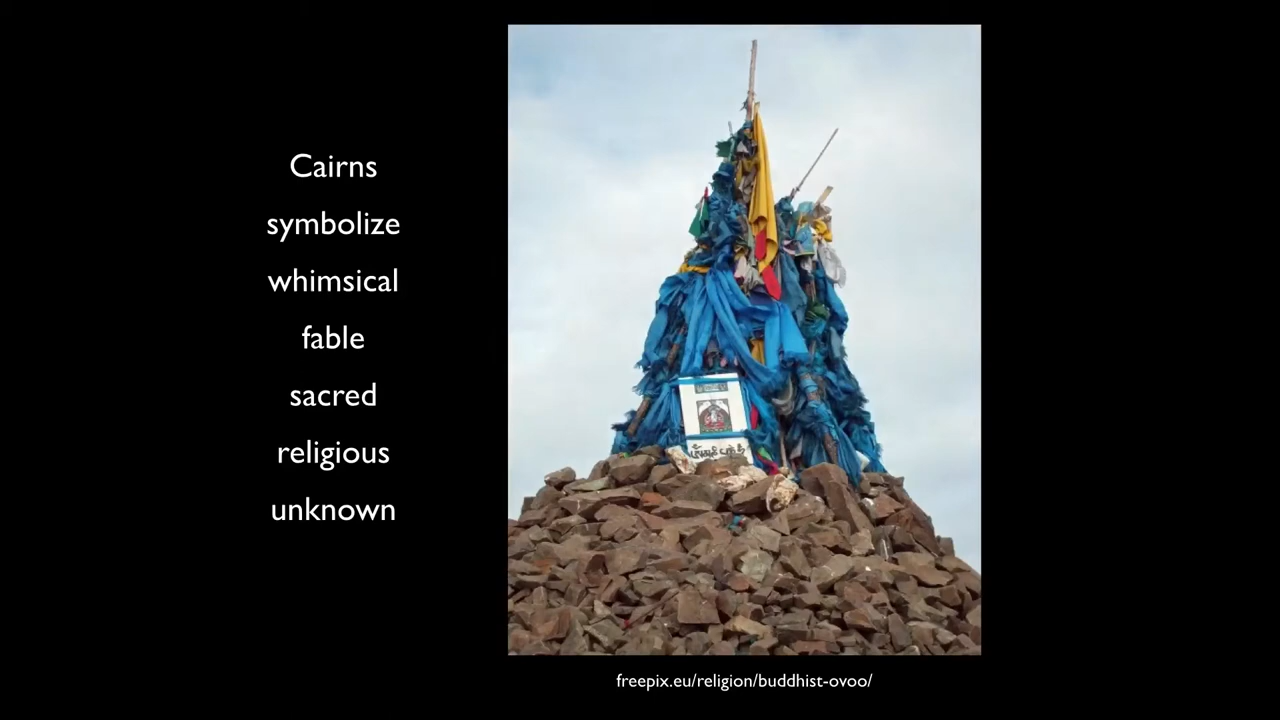 Cairns
symbolize
whimsical
fable
sacred
religious
unknown
freepix.eu/religion/buddhist-ovoo/